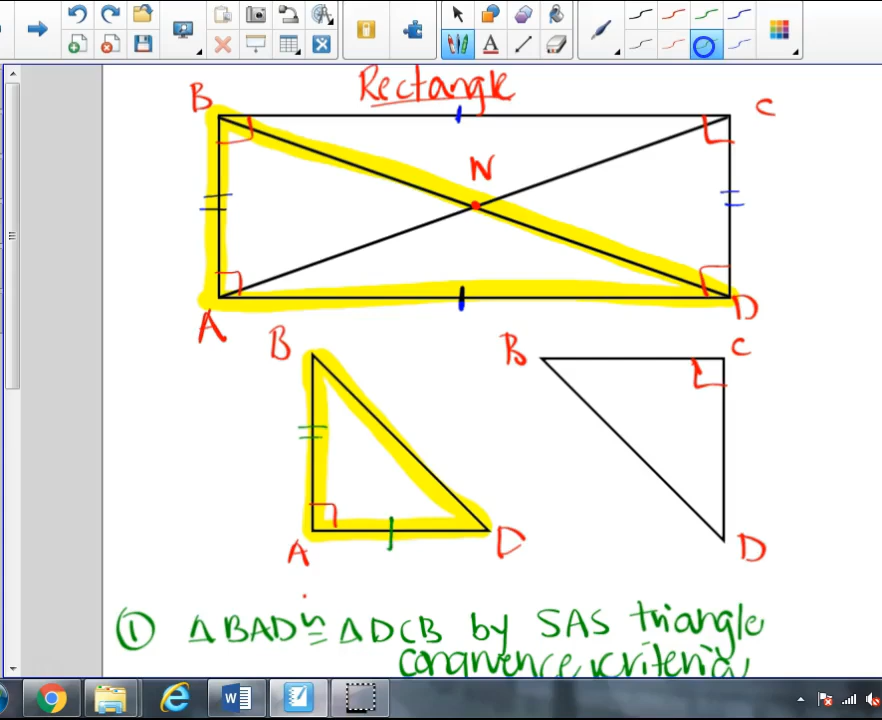 Rectangle
B
C
N
A
D
B
B
C
A
D
D
① ΔBAD ≅ ΔDCB by SAS triangle
congruence criteria